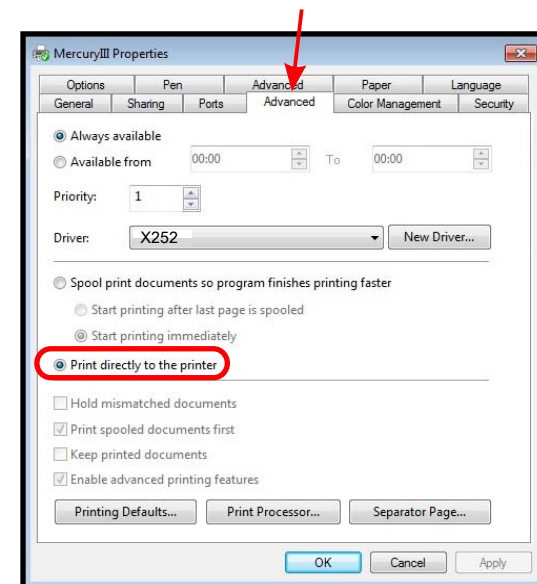 MercuryIII Properties
Options Pen Advanced Paper Language
General Sharing Ports Advanced Color Management Security
Always available
Available from 00:00 To 00:00
Priority: 1
Driver: X252 New Driver...
Spool print documents so program finishes printing faster
Start printing after last page is spooled
Start printing immediately
Print directly to the printer
Hold mismatched documents
Print spooled documents first
Keep printed documents
Enable advanced printing features
Printing Defaults... Print Processor... Separator Page...
OK Cancel Apply